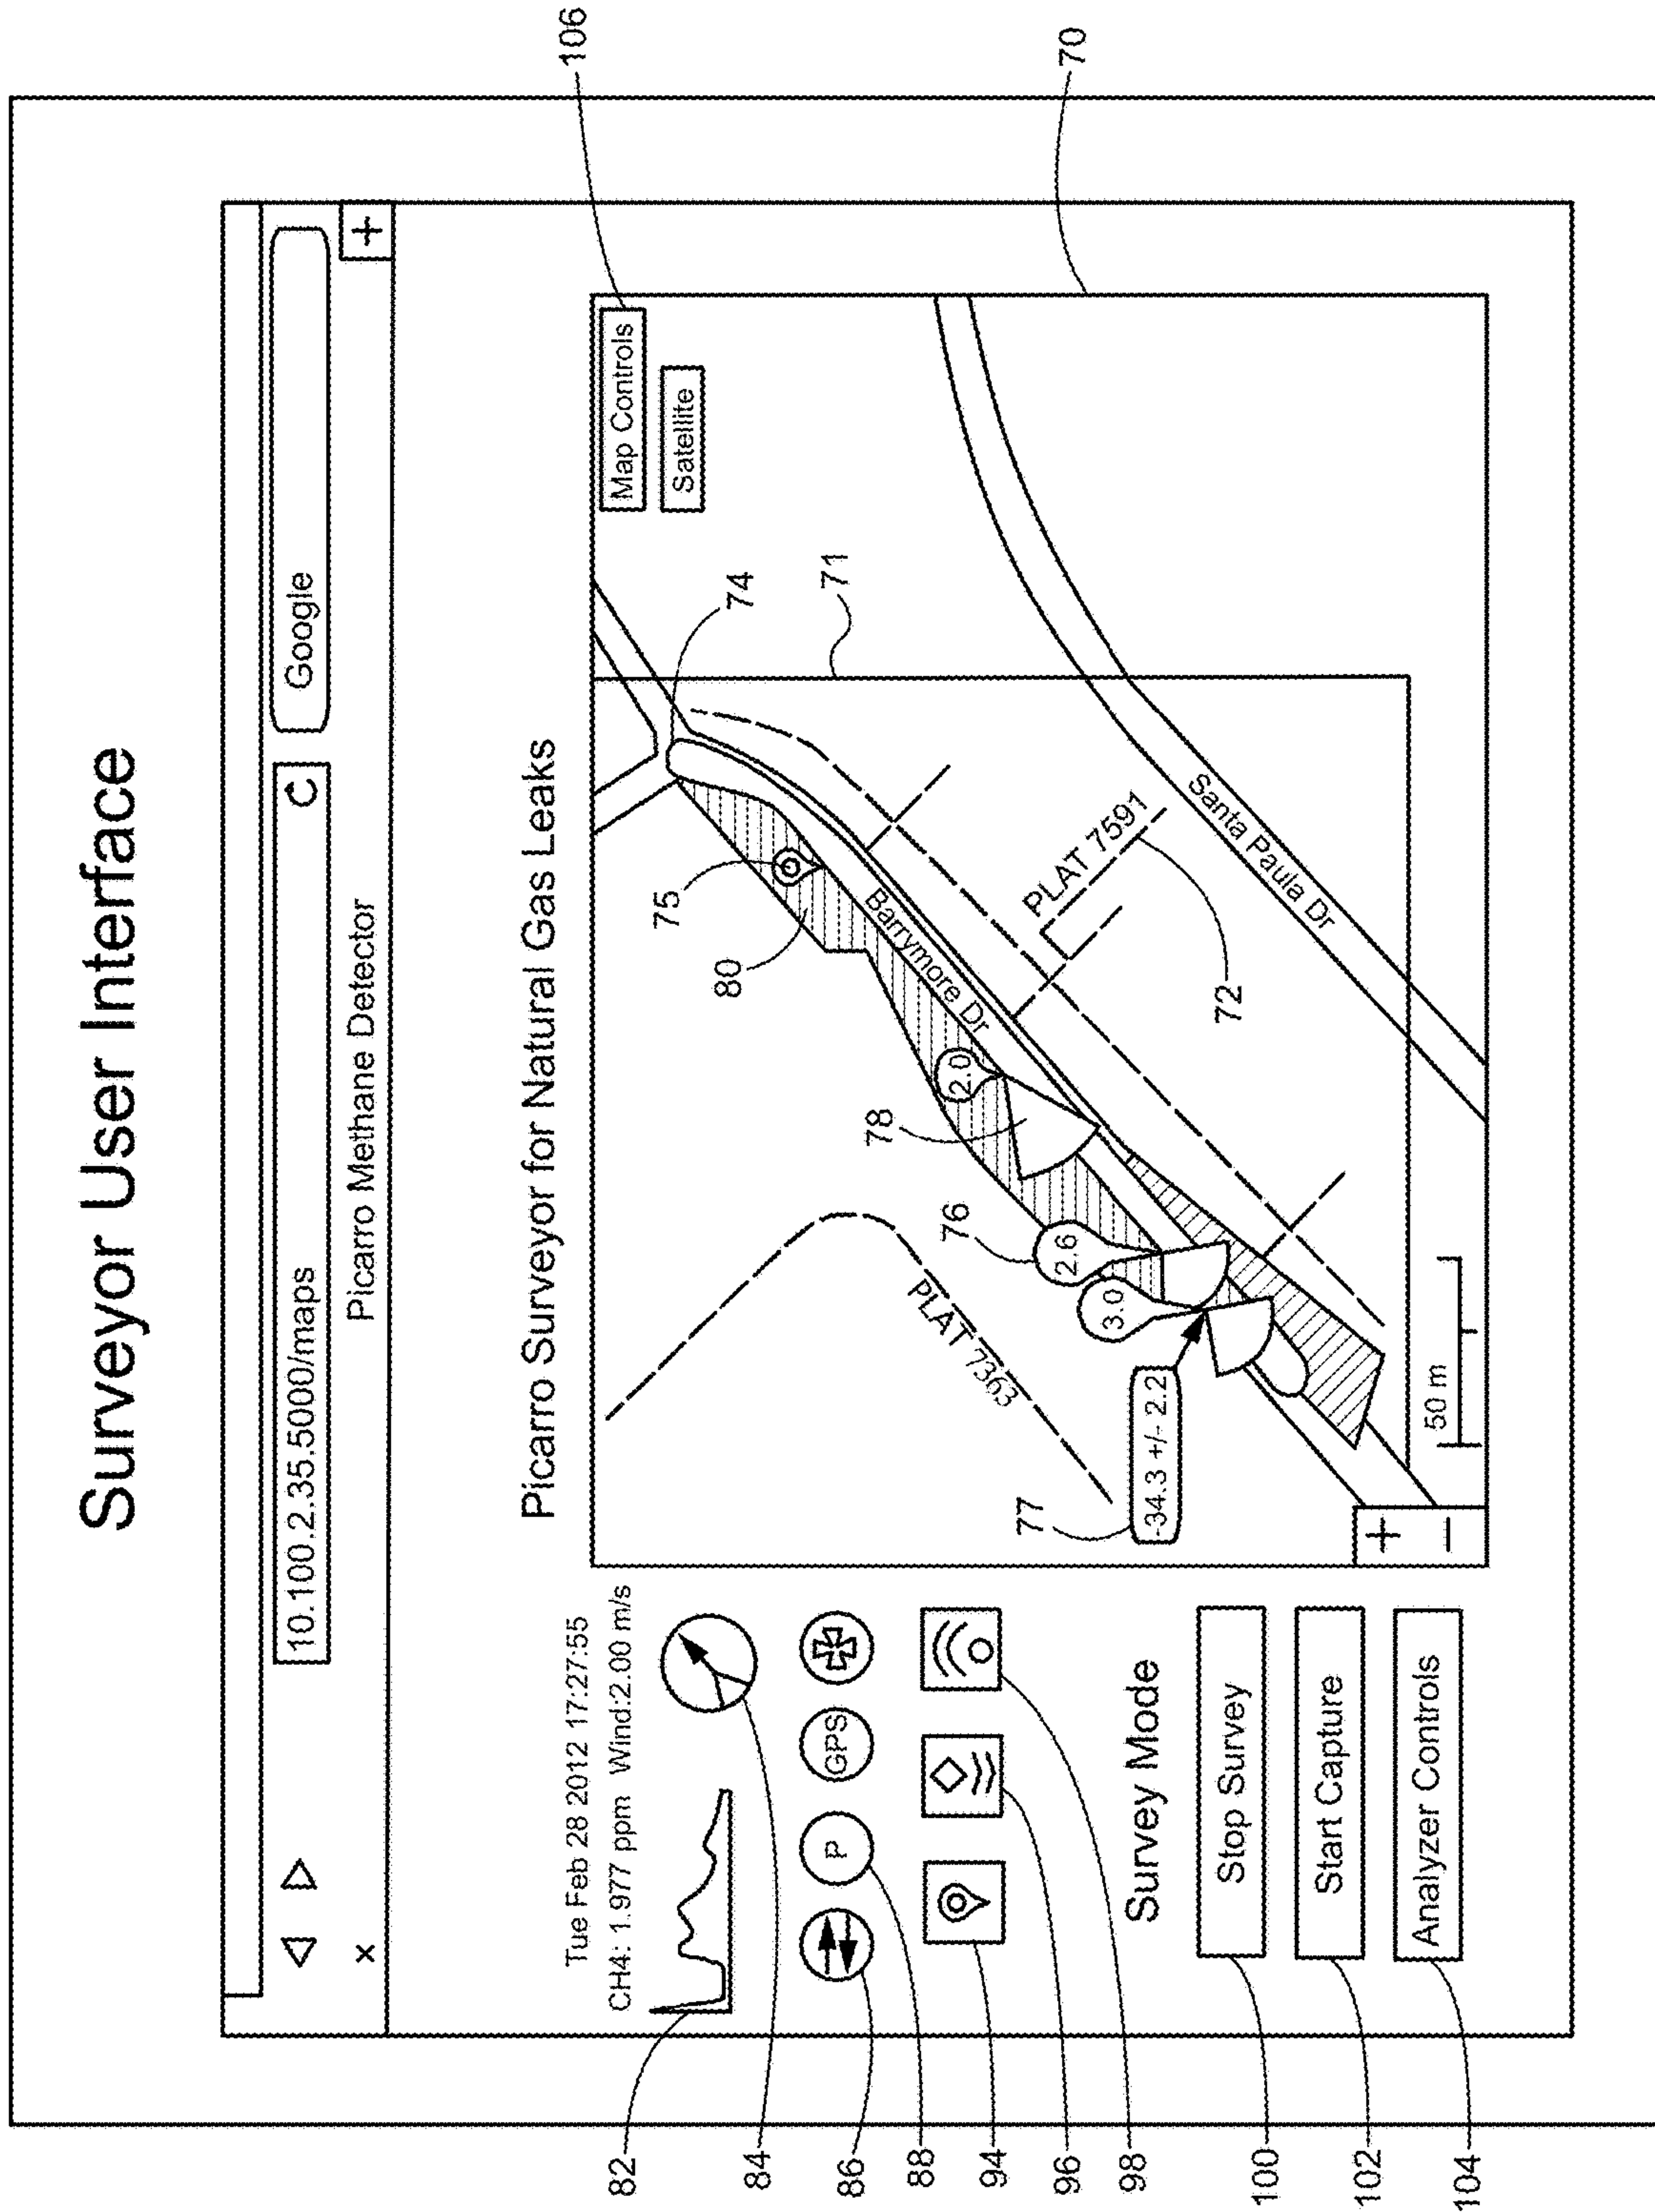 Surveyor User Interface
10.100.2.35.5000/maps
Google
Picarro Methane Detector
Picarro Surveyor for Natural Gas Leaks
Tue Feb 28 2012 17:27:55
CH4: 1.977 ppm Wind:2.00 m/s
P
GPS
Survey Mode
Stop Survey
Start Capture
Analyzer Controls
Map Controls
Satellite
PLAT 7363
PLAT 7591
Barrymore Dr
Santa Paula Dr
2.0
2.6
3.0
-34.3 +/- 2.2
50 m
+
−
+
x
82
84
86
88
94
96
98
100
102
104
106
70
71
72
74
75
76
77
78
80